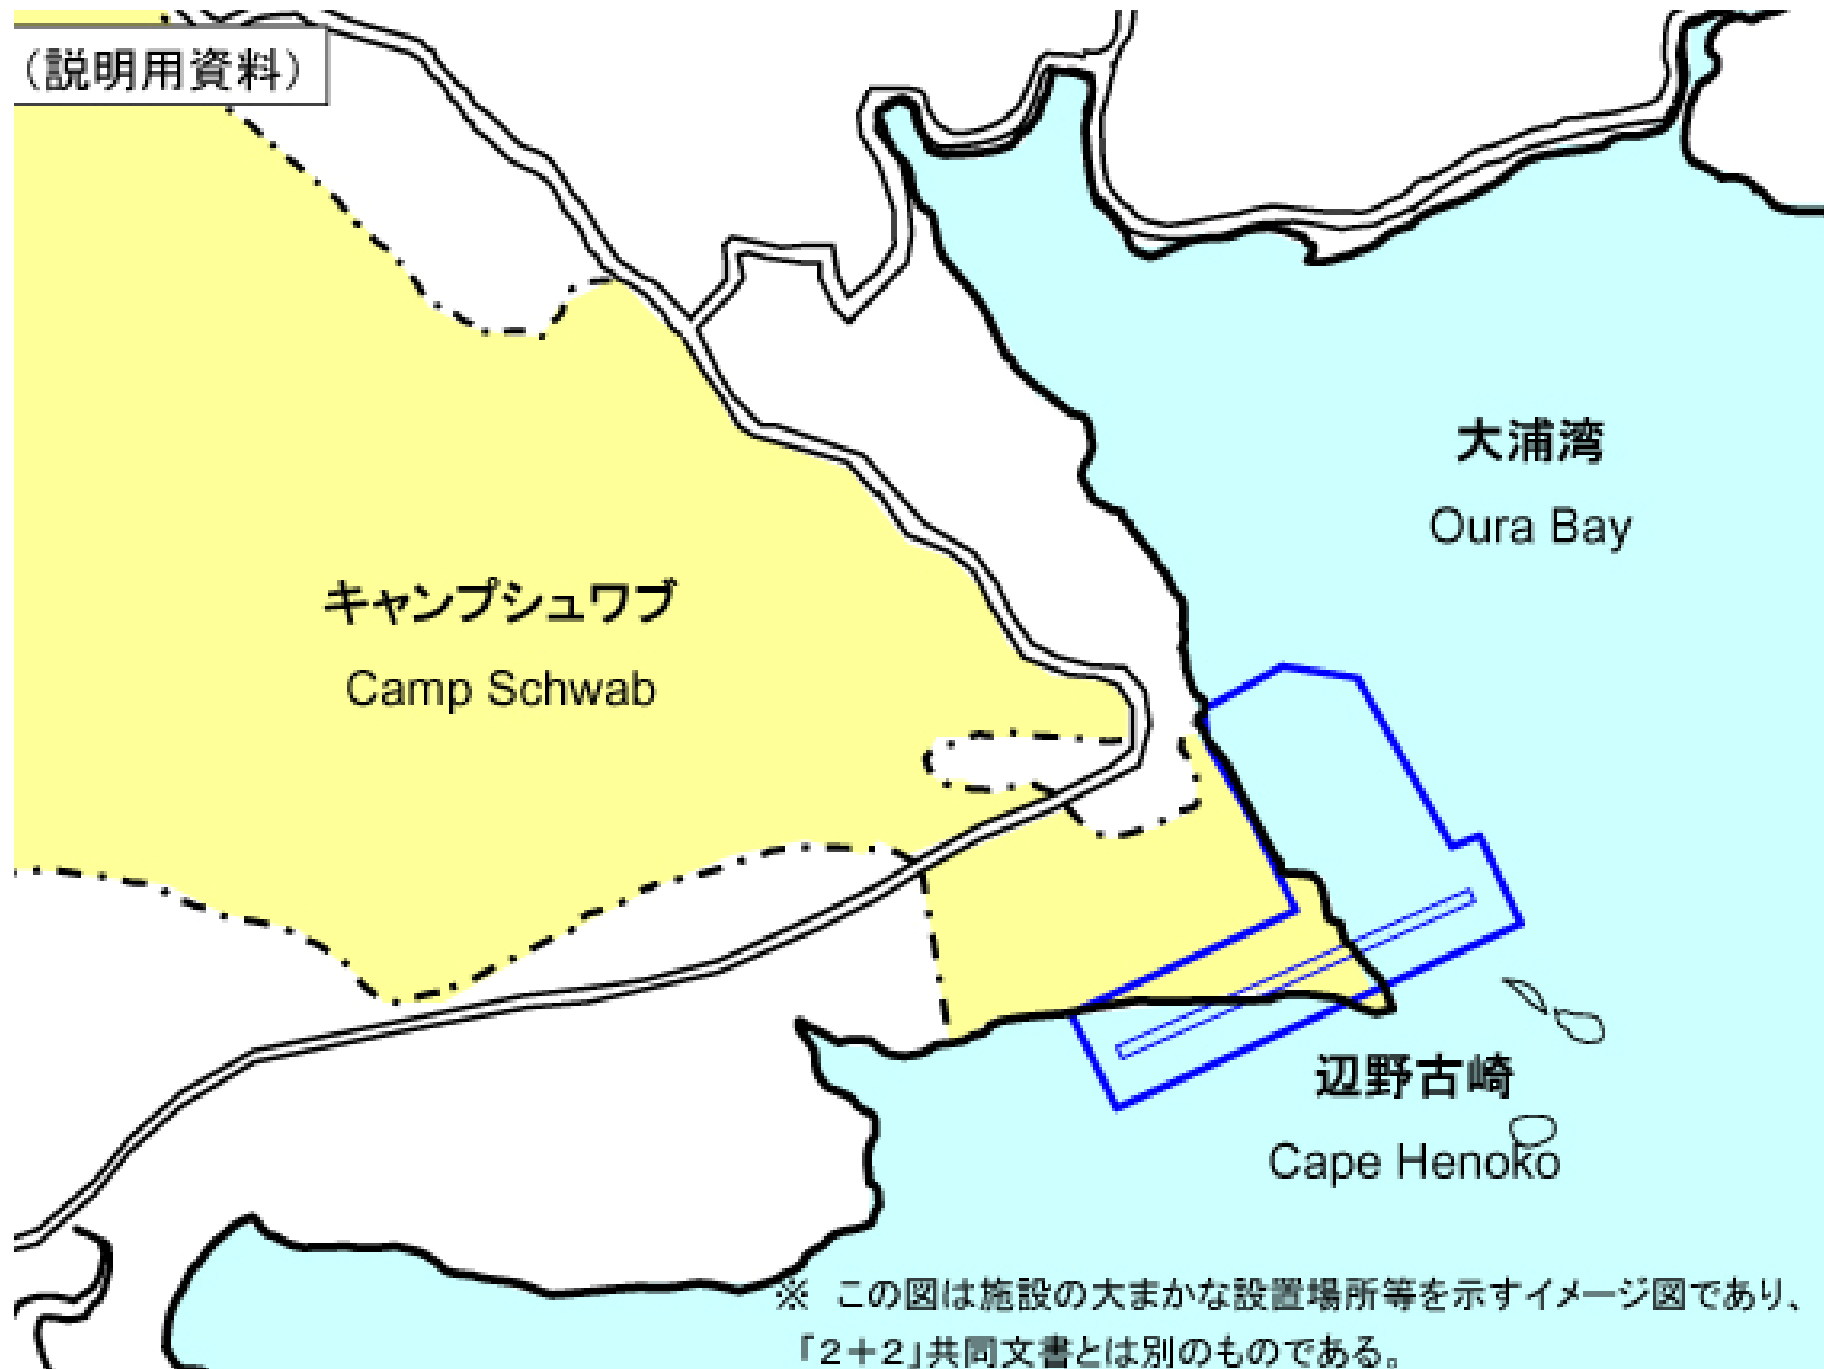 （説明用資料）
大浦湾
Oura Bay
キャンプシュワブ
Camp Schwab
辺野古崎
Cape Henoko
※　この図は施設の大まかな設置場所等を示すイメージ図であり、
「２＋２」共同文書とは別のものである。